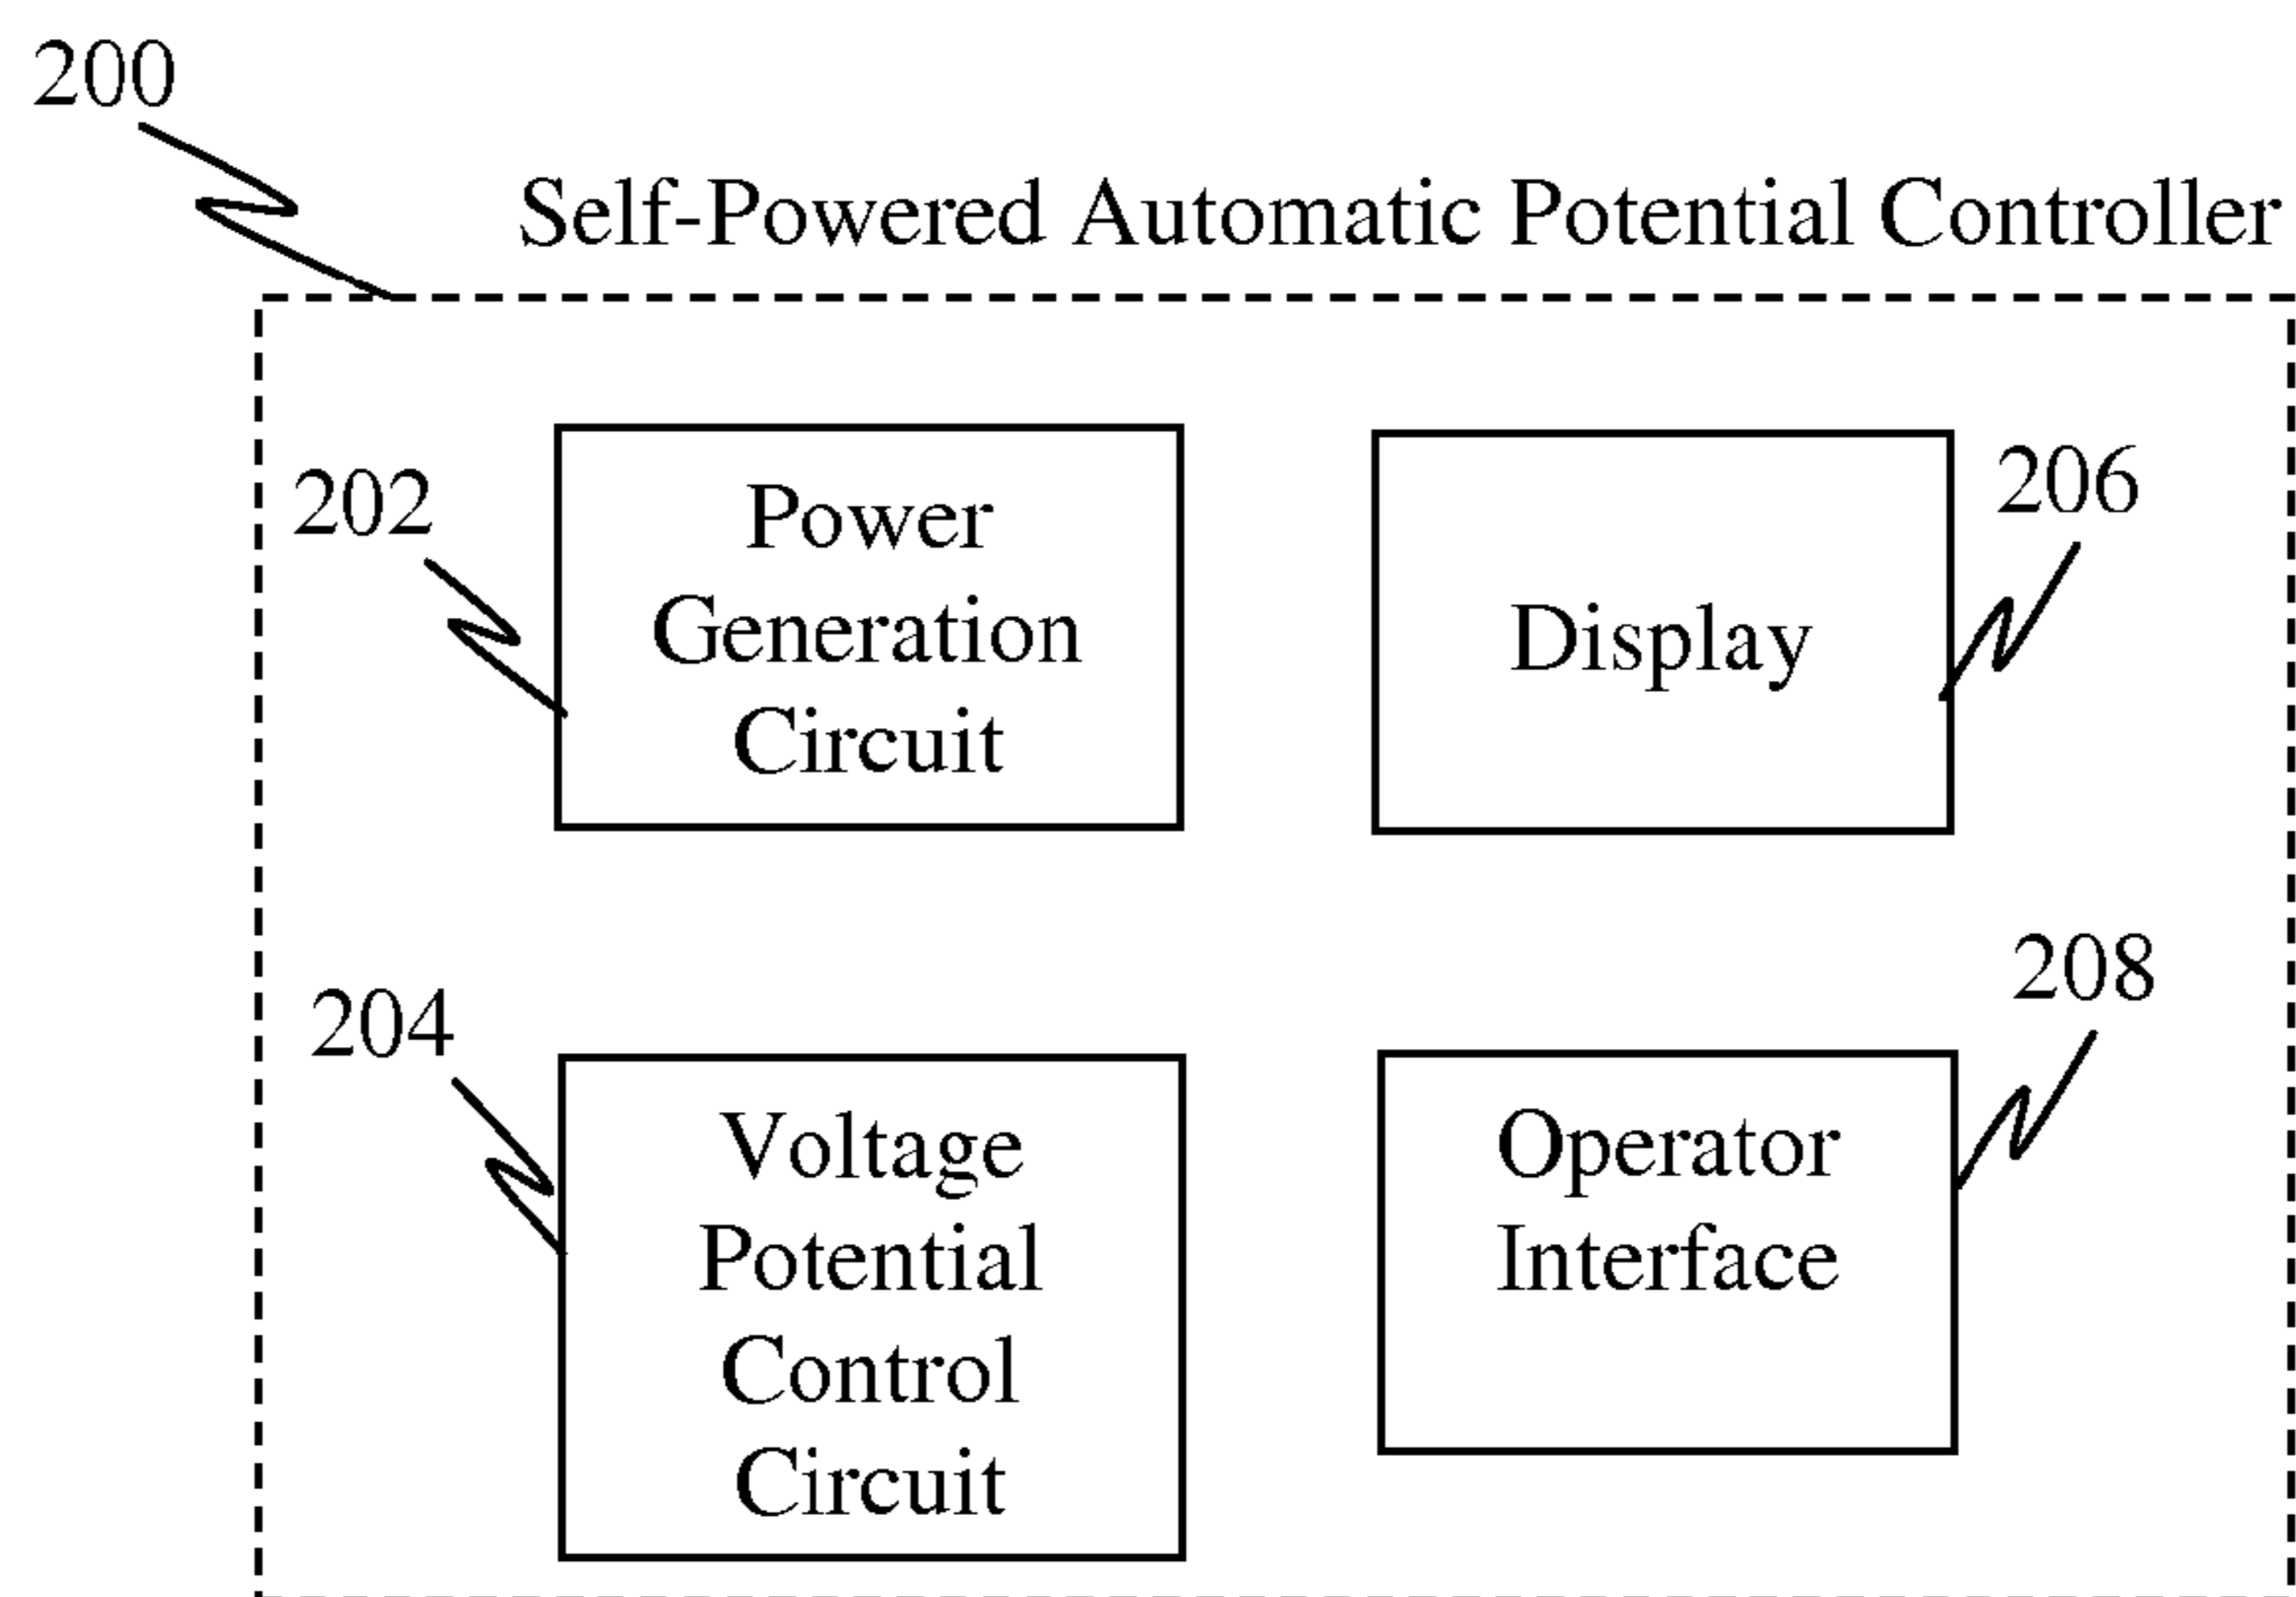 200
Self-Powered Automatic Potential Controller
202
Power
Generation
Circuit
206
Display
204
Voltage
Potential
Control
Circuit
208
Operator
Interface